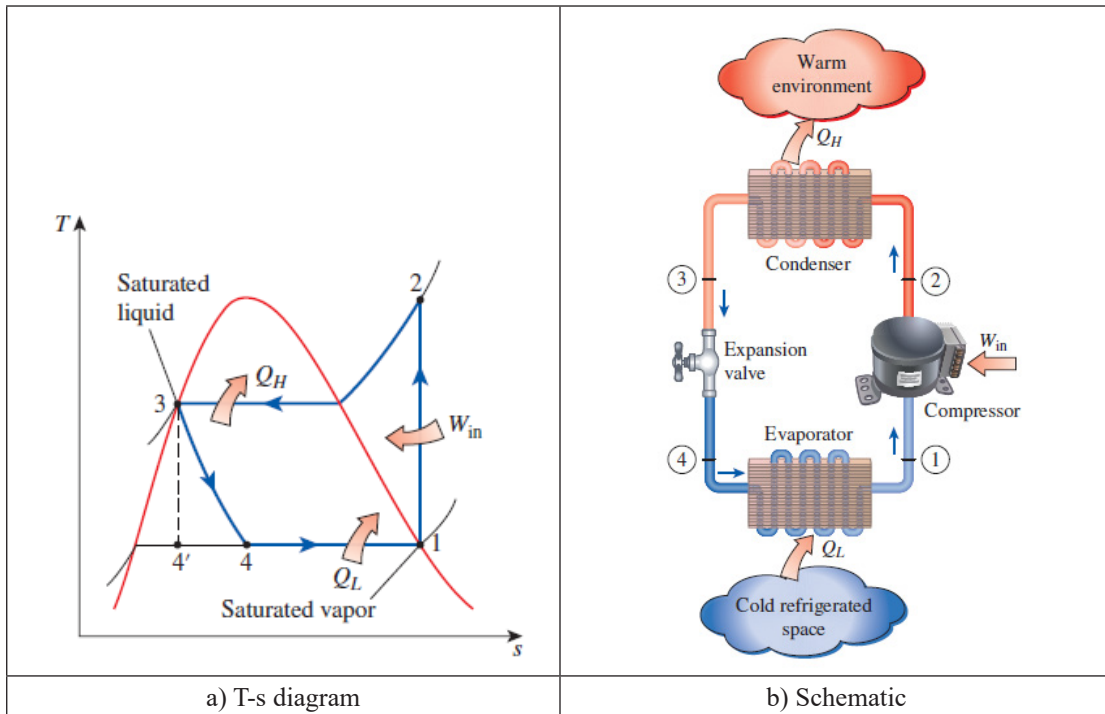 T
Saturated
liquid
2
3
Q_H
W_in
4'
4
Q_L
1
Saturated vapor
s
a) T-s diagram
Warm
environment
Q_H
Condenser
3
2
Expansion
valve
W_in
Compressor
Evaporator
4
1
Q_L
Cold refrigerated
space
b) Schematic